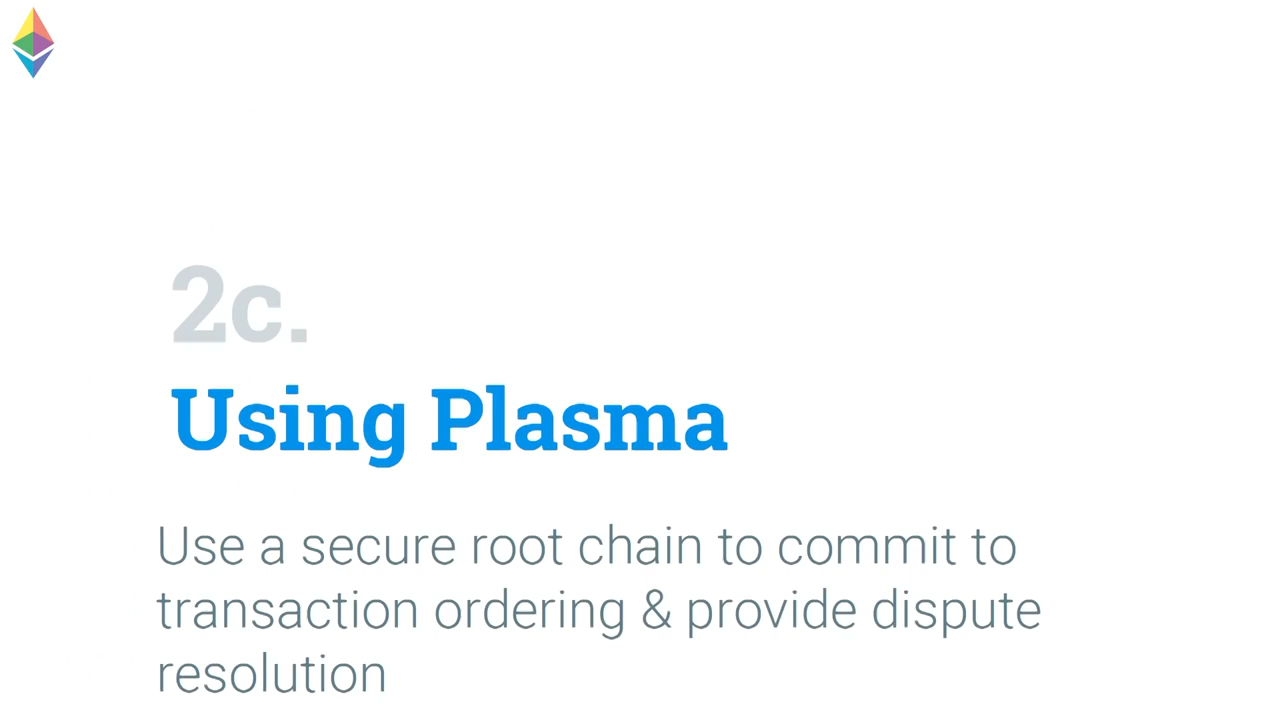 2c.
Using Plasma
Use a secure root chain to commit to
transaction ordering & provide dispute
resolution